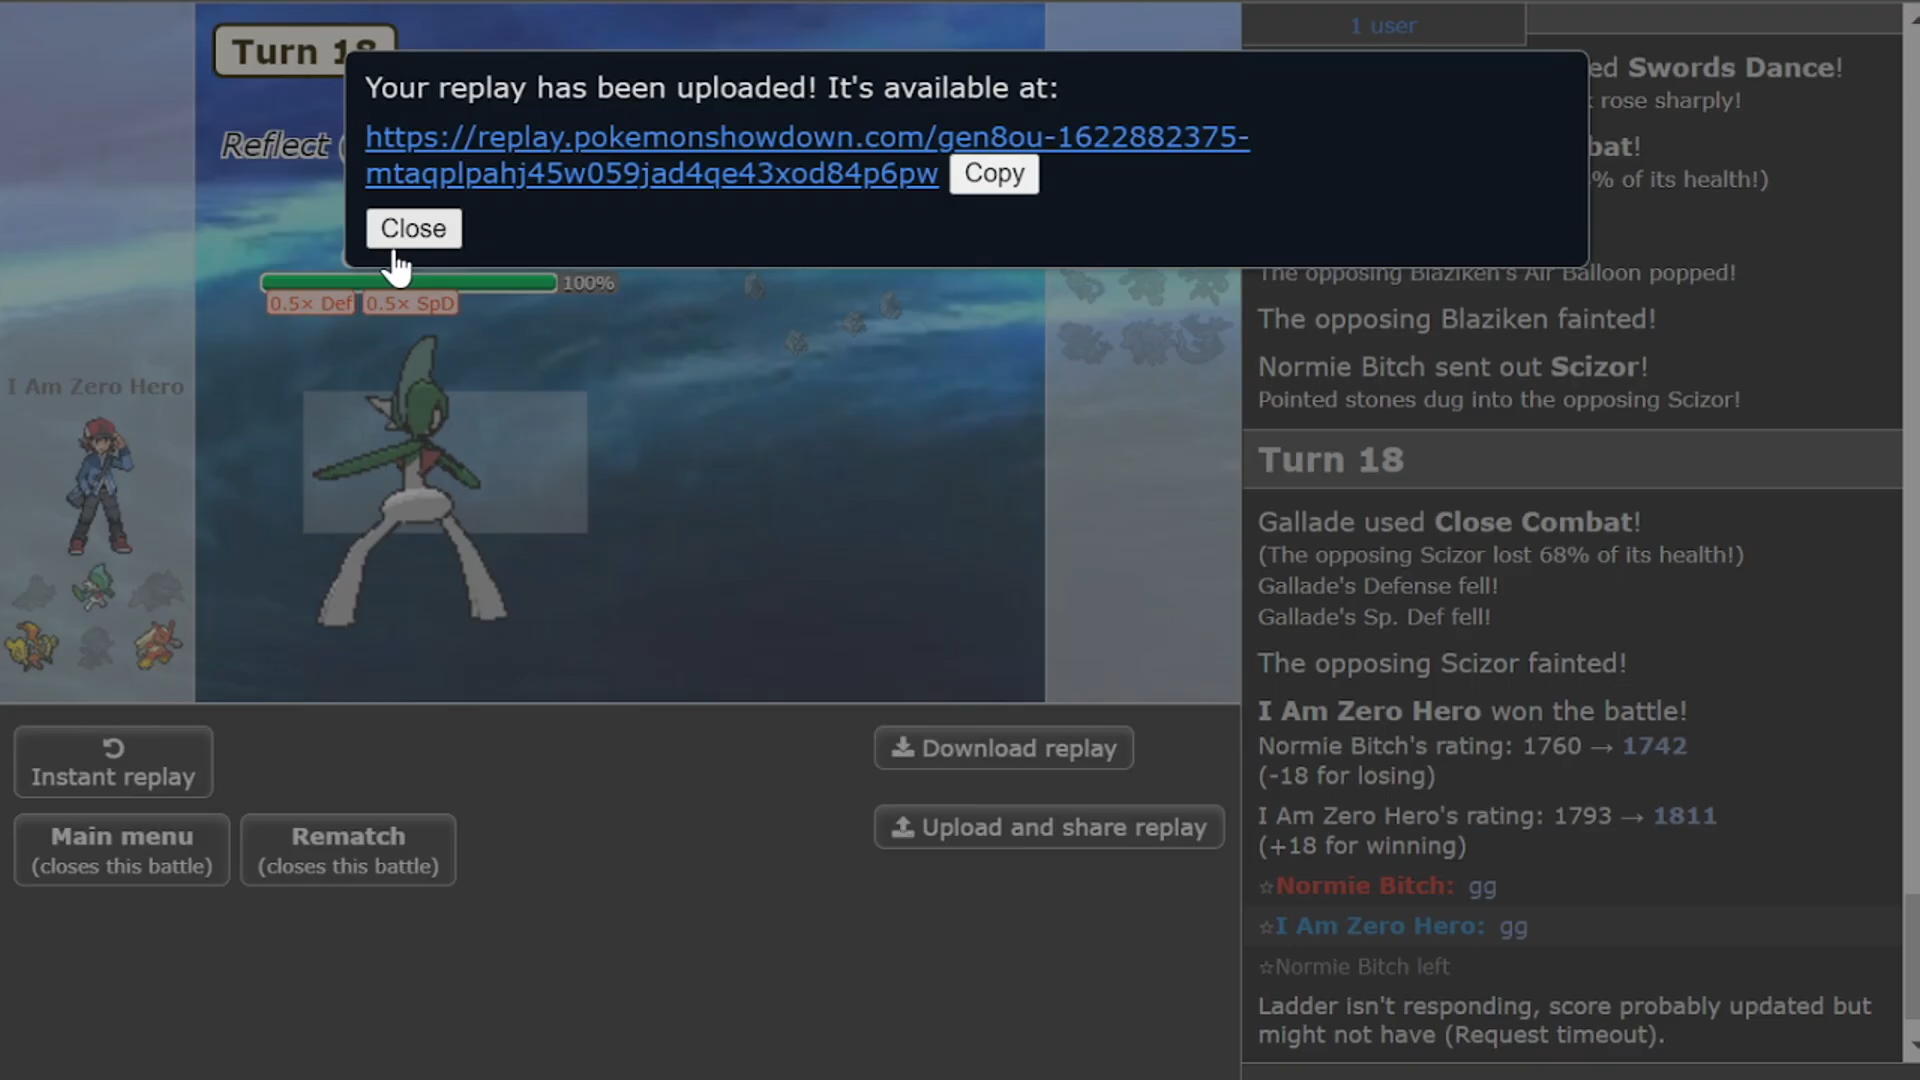 Turn 18
1 user
Your replay has been uploaded! It's available at:
https://replay.pokemonshowdown.com/gen8ou-1622882375-
mtaqplpahj45w059jad4qe43xod84p6pw Copy
Close
Reflect (
100%
0.5× Def 0.5× SpD
I Am Zero Hero
Instant replay
Main menu
(closes this battle)
Rematch
(closes this battle)
Download replay
Upload and share replay
ed Swords Dance!
rose sharply!
bat!
% of its health!)
The opposing Blaziken's Air Balloon popped!
The opposing Blaziken fainted!
Normie Bitch sent out Scizor!
Pointed stones dug into the opposing Scizor!
Turn 18
Gallade used Close Combat!
(The opposing Scizor lost 68% of its health!)
Gallade's Defense fell!
Gallade's Sp. Def fell!
The opposing Scizor fainted!
I Am Zero Hero won the battle!
Normie Bitch's rating: 1760 → 1742
(-18 for losing)
I Am Zero Hero's rating: 1793 → 1811
(+18 for winning)
☆Normie Bitch: gg
☆I Am Zero Hero: gg
☆Normie Bitch left
Ladder isn't responding, score probably updated but
might not have (Request timeout).